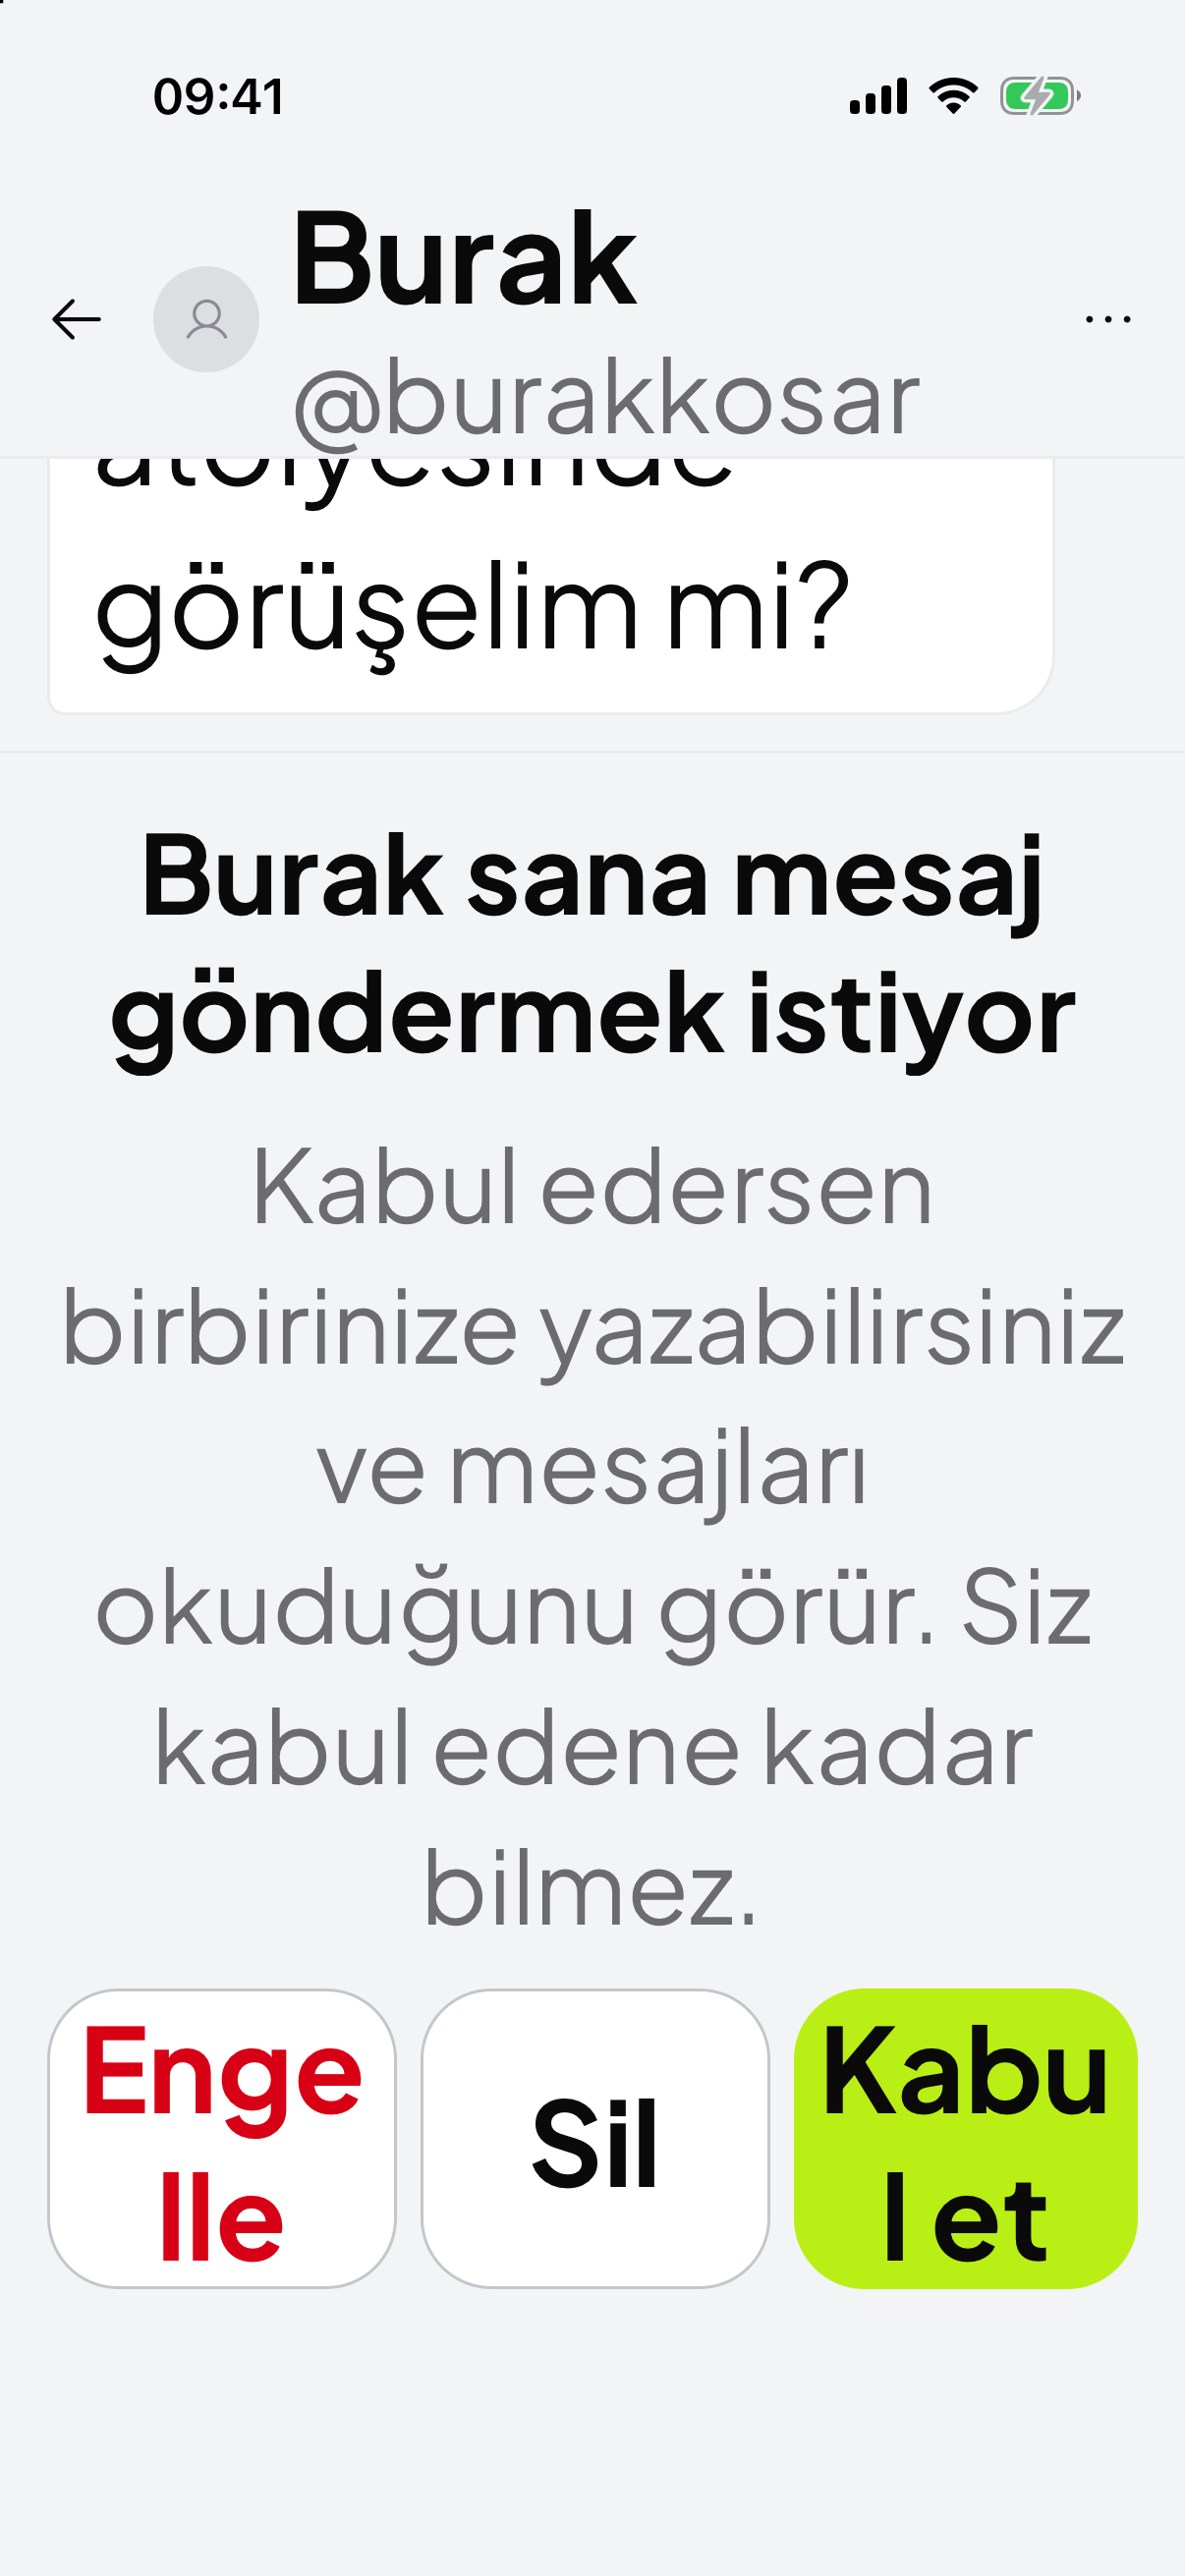 09:41
Burak
@burakkosar
atölyesinde
görüşelim mi?
Burak sana mesaj
göndermek istiyor
Kabul edersen
birbirinize yazabilirsiniz
ve mesajları
okuduğunu görür. Siz
kabul edene kadar
bilmez.
Enge
lle
Sil
Kabu
l et